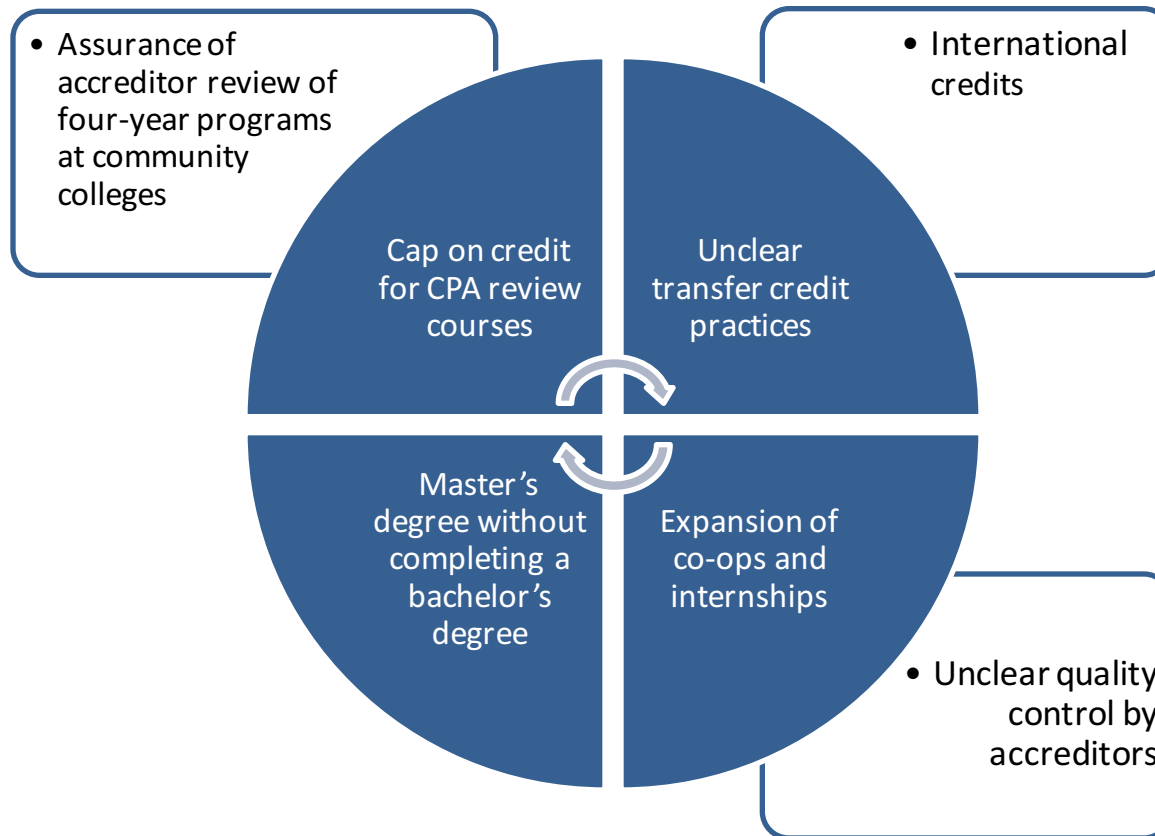 • Assurance of
accreditor review of
four-year programs
at community
colleges
• International
credits
Cap on credit
for CPA review
courses
Unclear
transfer credit
practices
Master’s
degree without
completing a
bachelor’s
degree
Expansion of
co-ops and
internships
• Unclear quality
control by
accreditors